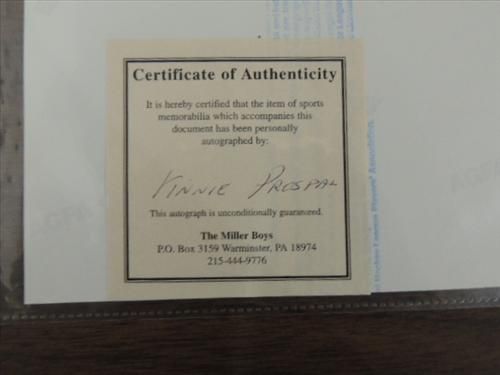 Certificate of Authenticity
It is hereby certified that the item of sports
memorabilia which accompanies this
document has been personally
autographed by:
VINNIE PROSPAL
This autograph is unconditionally guaranteed.
The Miller Boys
P.O. Box 3159 Warminster, PA 18974
215-444-9776